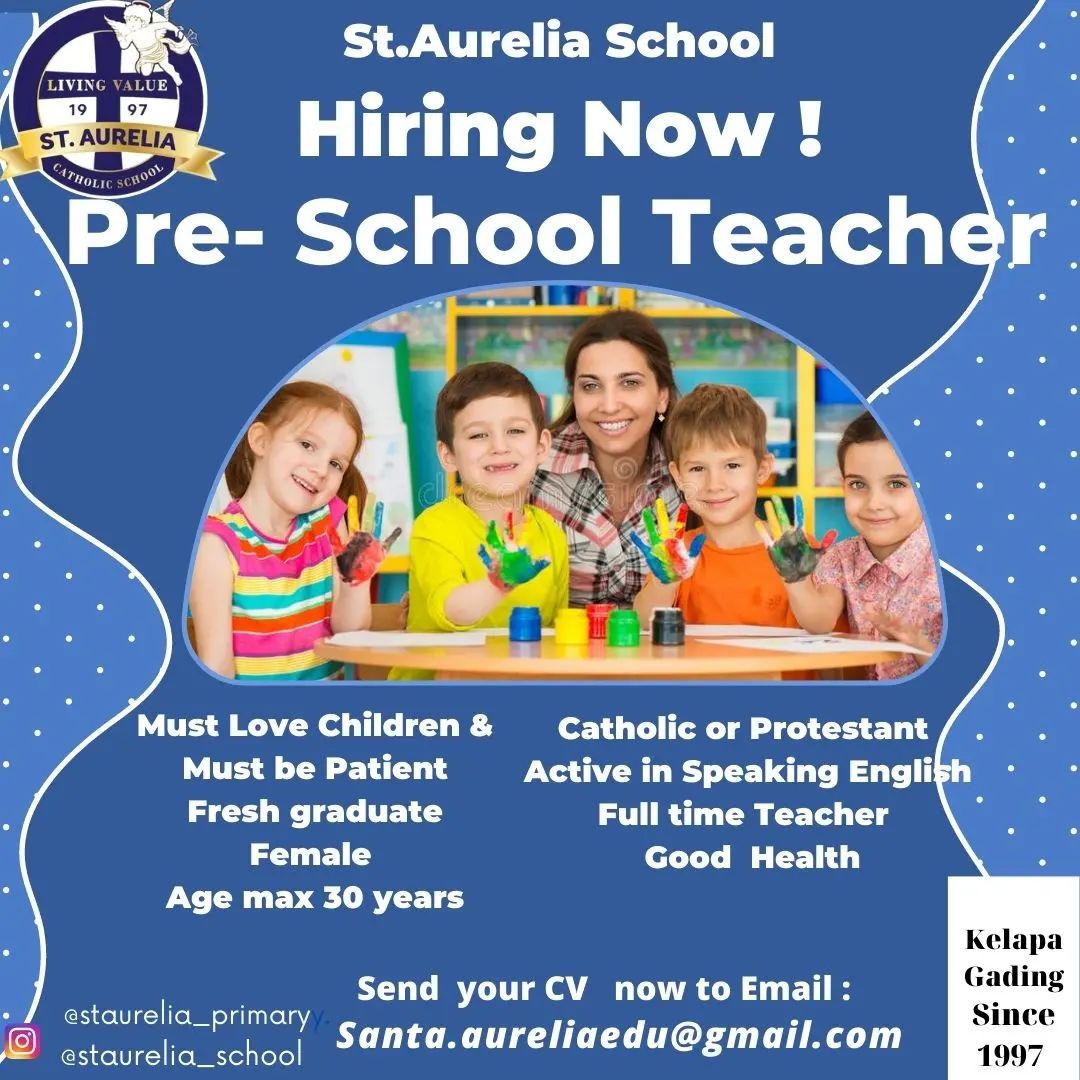 LIVING VALUE
19 97
ST. AURELIA
CATHOLIC SCHOOL
St.Aurelia School
Hiring Now !
Pre- School Teacher
Must Love Children &
Must be Patient
Fresh graduate
Female
Age max 30 years
Catholic or Protestant
Active in Speaking English
Full time Teacher
Good Health
Kelapa
Gading
Since
1997
Send your CV now to Email :
Santa.aureliaedu@gmail.com
@staurelia_primaryy.
@staurelia_school